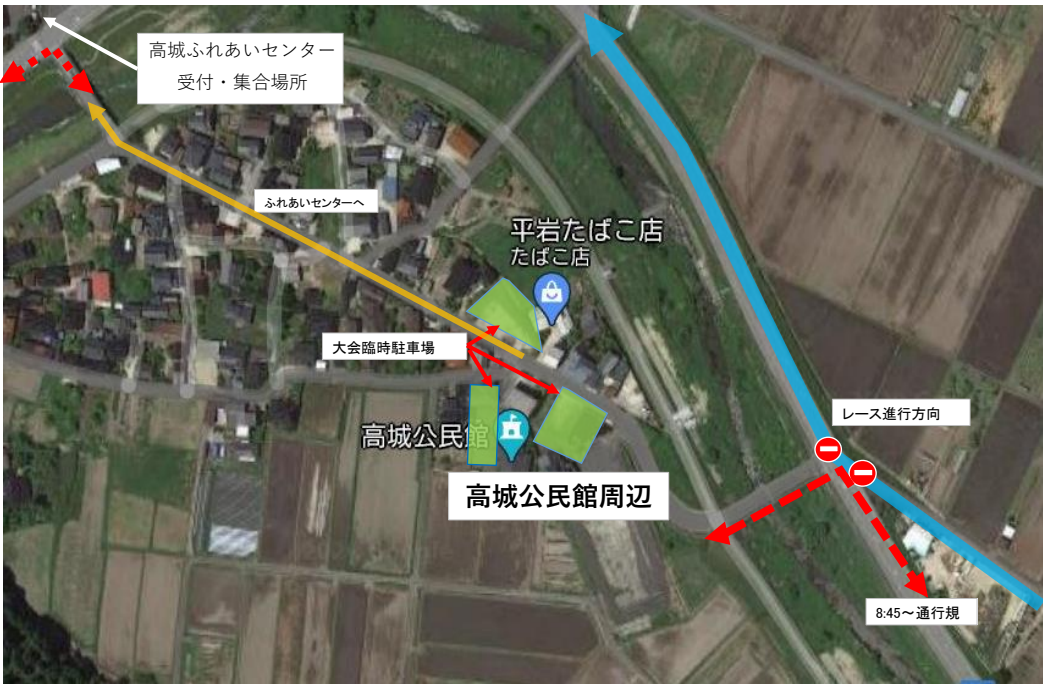 高城ふれあいセンター
受付・集合場所
ふれあいセンターへ
平岩たばこ店
たばこ店
大会臨時駐車場
レース進行方向
高城公民館
高城公民館周辺
8:45～通行規